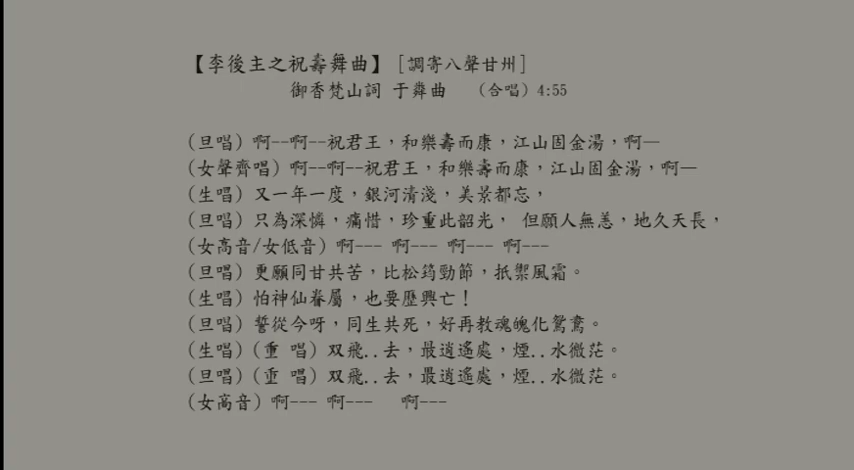 【李後主之祝壽舞曲】［調寄八聲甘州］
御香梵山詞 于粦曲 （合唱）4:55
（旦唱）啊--啊--祝君王，和樂壽而康，江山固金湯，啊—
（女聲齊唱）啊--啊--祝君王，和樂壽而康，江山固金湯，啊—
（生唱）又一年一度，銀河清淺，美景都忘，
（旦唱）只為深憐，痛惜，珍重此韶光， 但願人無恙，地久天長，
（女高音/女低音）啊--- 啊--- 啊--- 啊---
（旦唱）更願同甘共苦，比松筠勁節，抵禦風霜。
（生唱）怕神仙眷屬，也要歷興亡！
（旦唱）誓從今呀，同生共死，好再教魂魄化鴛鴦。
（生唱）（重 唱）双飛..去，最逍遙處，煙..水微茫。
（旦唱）（重 唱）双飛..去，最逍遙處，煙..水微茫。
（女高音）啊--- 啊--- 啊---